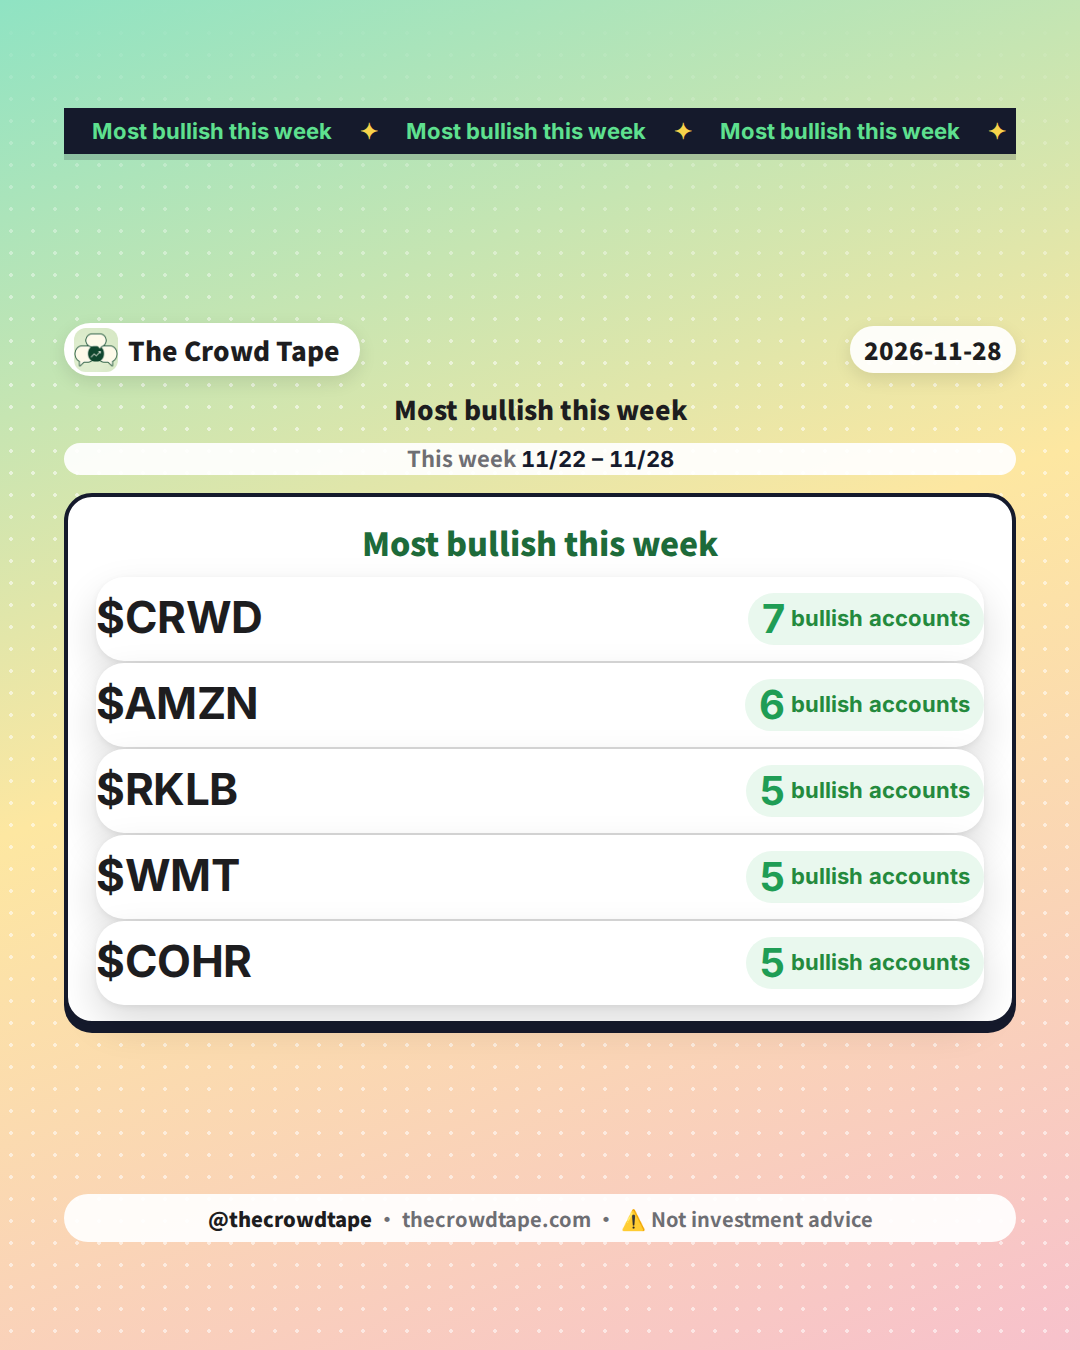 Most bullish this week ✦ Most bullish this week ✦ Most bullish this week ✦
The Crowd Tape
2026-11-28
Most bullish this week
This week 11/22 – 11/28
Most bullish this week
$CRWD 7 bullish accounts
$AMZN 6 bullish accounts
$RKLB 5 bullish accounts
$WMT 5 bullish accounts
$COHR 5 bullish accounts
@thecrowdtape • thecrowdtape.com • ⚠️ Not investment advice